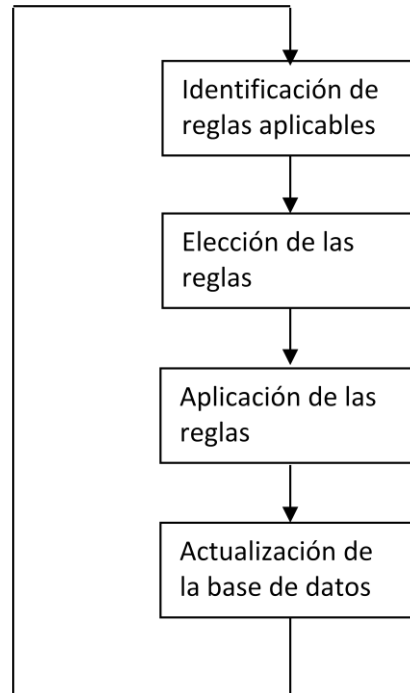 Identificación de
reglas aplicables
Elección de las
reglas
Aplicación de las
reglas
Actualización de
la base de datos